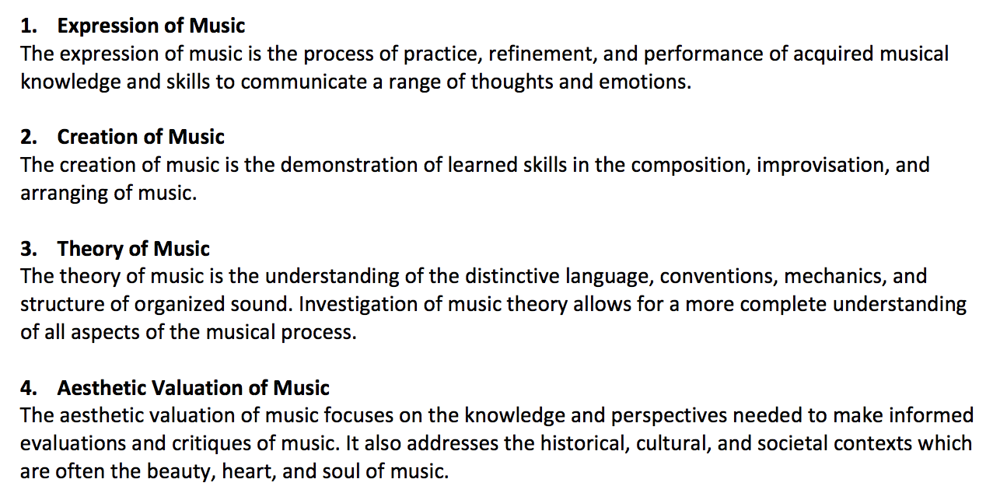 1. Expression of Music
The expression of music is the process of practice, refinement, and performance of acquired musical
knowledge and skills to communicate a range of thoughts and emotions.
2. Creation of Music
The creation of music is the demonstration of learned skills in the composition, improvisation, and
arranging of music.
3. Theory of Music
The theory of music is the understanding of the distinctive language, conventions, mechanics, and
structure of organized sound. Investigation of music theory allows for a more complete understanding
of all aspects of the musical process.
4. Aesthetic Valuation of Music
The aesthetic valuation of music focuses on the knowledge and perspectives needed to make informed
evaluations and critiques of music. It also addresses the historical, cultural, and societal contexts which
are often the beauty, heart, and soul of music.